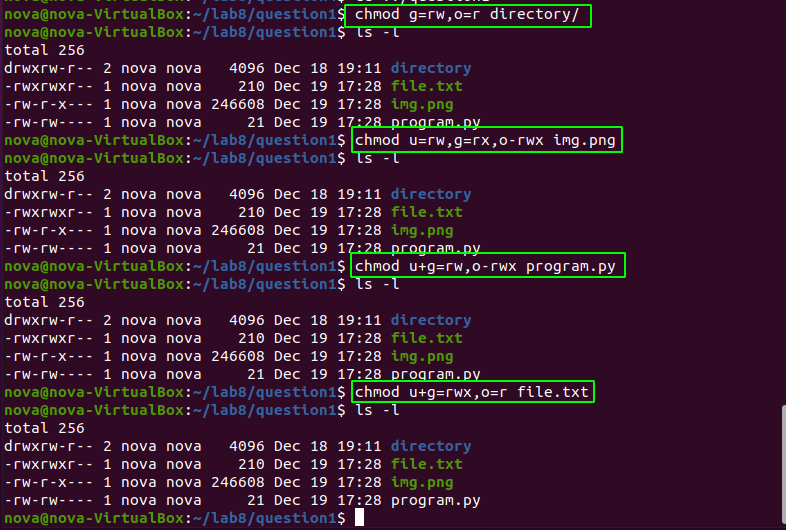 nova@nova-VirtualBox:~/lab8/question1$ chmod g=rw,o=r directory/
nova@nova-VirtualBox:~/lab8/question1$ ls -l
total 256
drwxrw-r-- 2 nova nova   4096 Dec 18 19:11 directory
-rwxrwxr-- 1 nova nova    210 Dec 19 17:28 file.txt
-rw-r-x--- 1 nova nova 246608 Dec 19 17:28 img.png
-rw-rw---- 1 nova nova     21 Dec 19 17:28 program.py
nova@nova-VirtualBox:~/lab8/question1$ chmod u=rw,g=rx,o-rwx img.png
nova@nova-VirtualBox:~/lab8/question1$ ls -l
total 256
drwxrw-r-- 2 nova nova   4096 Dec 18 19:11 directory
-rwxrwxr-- 1 nova nova    210 Dec 19 17:28 file.txt
-rw-r-x--- 1 nova nova 246608 Dec 19 17:28 img.png
-rw-rw---- 1 nova nova     21 Dec 19 17:28 program.py
nova@nova-VirtualBox:~/lab8/question1$ chmod u+g=rw,o-rwx program.py
nova@nova-VirtualBox:~/lab8/question1$ ls -l
total 256
drwxrw-r-- 2 nova nova   4096 Dec 18 19:11 directory
-rwxrwxr-- 1 nova nova    210 Dec 19 17:28 file.txt
-rw-r-x--- 1 nova nova 246608 Dec 19 17:28 img.png
-rw-rw---- 1 nova nova     21 Dec 19 17:28 program.py
nova@nova-VirtualBox:~/lab8/question1$ chmod u+g=rwx,o=r file.txt
nova@nova-VirtualBox:~/lab8/question1$ ls -l
total 256
drwxrw-r-- 2 nova nova   4096 Dec 18 19:11 directory
-rwxrwxr-- 1 nova nova    210 Dec 19 17:28 file.txt
-rw-r-x--- 1 nova nova 246608 Dec 19 17:28 img.png
-rw-rw---- 1 nova nova     21 Dec 19 17:28 program.py
nova@nova-VirtualBox:~/lab8/question1$